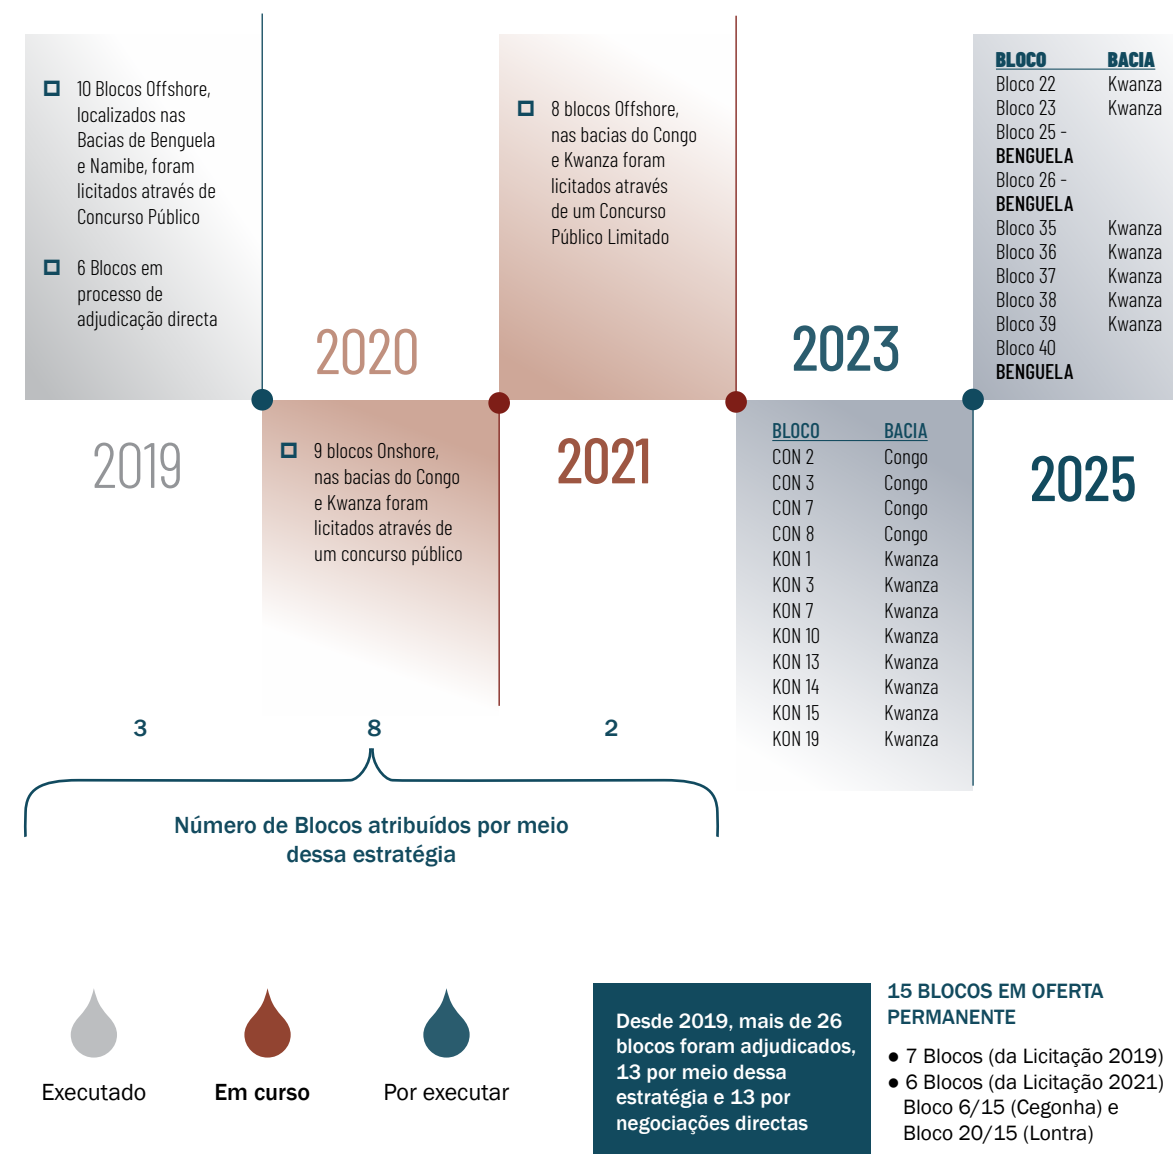 10 Blocos Offshore,
localizados nas
Bacias de Benguela
e Namibe, foram
licitados através de
Concurso Público
6 Blocos em
processo de
adjudicação directa
2019
2020
9 blocos Onshore,
nas bacias do Congo
e Kwanza foram
licitados através de
um concurso público
8 blocos Offshore,
nas bacias do Congo
e Kwanza foram
licitados através
de um Concurso
Público Limitado
2021
2023
BLOCO BACIA
CON 2 Congo
CON 3 Congo
CON 7 Congo
CON 8 Congo
KON 1 Kwanza
KON 3 Kwanza
KON 7 Kwanza
KON 10 Kwanza
KON 13 Kwanza
KON 14 Kwanza
KON 15 Kwanza
KON 19 Kwanza
BLOCO BACIA
Bloco 22 Kwanza
Bloco 23 Kwanza
Bloco 25 -
BENGUELA
Bloco 26 -
BENGUELA
Bloco 35 Kwanza
Bloco 36 Kwanza
Bloco 37 Kwanza
Bloco 38 Kwanza
Bloco 39 Kwanza
Bloco 40
BENGUELA
2025
3 8 2
Número de Blocos atribuídos por meio
dessa estratégia
Executado
Em curso
Por executar
Desde 2019, mais de 26
blocos foram adjudicados,
13 por meio dessa
estratégia e 13 por
negociações directas
15 BLOCOS EM OFERTA
PERMANENTE
● 7 Blocos (da Licitação 2019)
● 6 Blocos (da Licitação 2021)
Bloco 6/15 (Cegonha) e
Bloco 20/15 (Lontra)